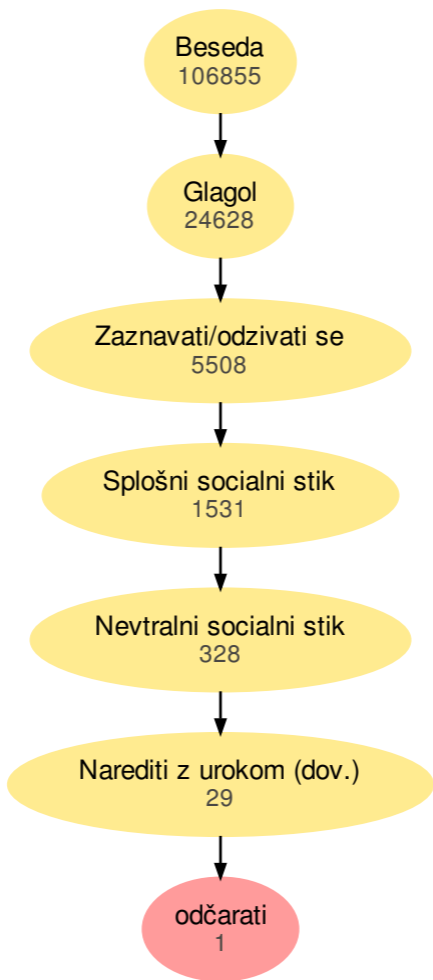 Beseda
106855
Glagol
24628
Zaznavati/odzivati se
5508
Splošni socialni stik
1531
Nevtralni socialni stik
328
Narediti z urokom (dov.)
29
odčarati
1